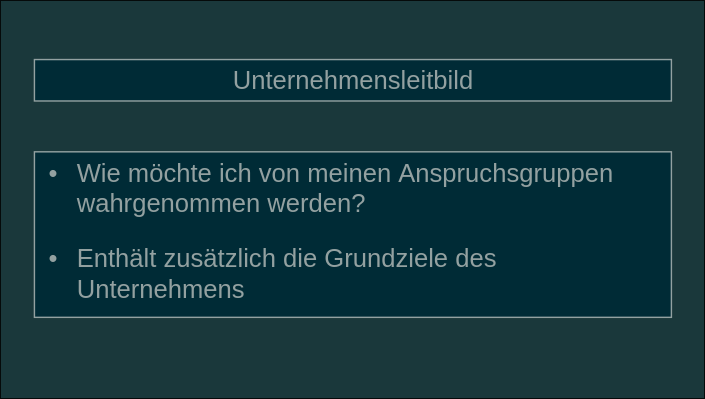 Unternehmensleitbild
• Wie möchte ich von meinen Anspruchsgruppen
wahrgenommen werden?
• Enthält zusätzlich die Grundziele des
Unternehmens